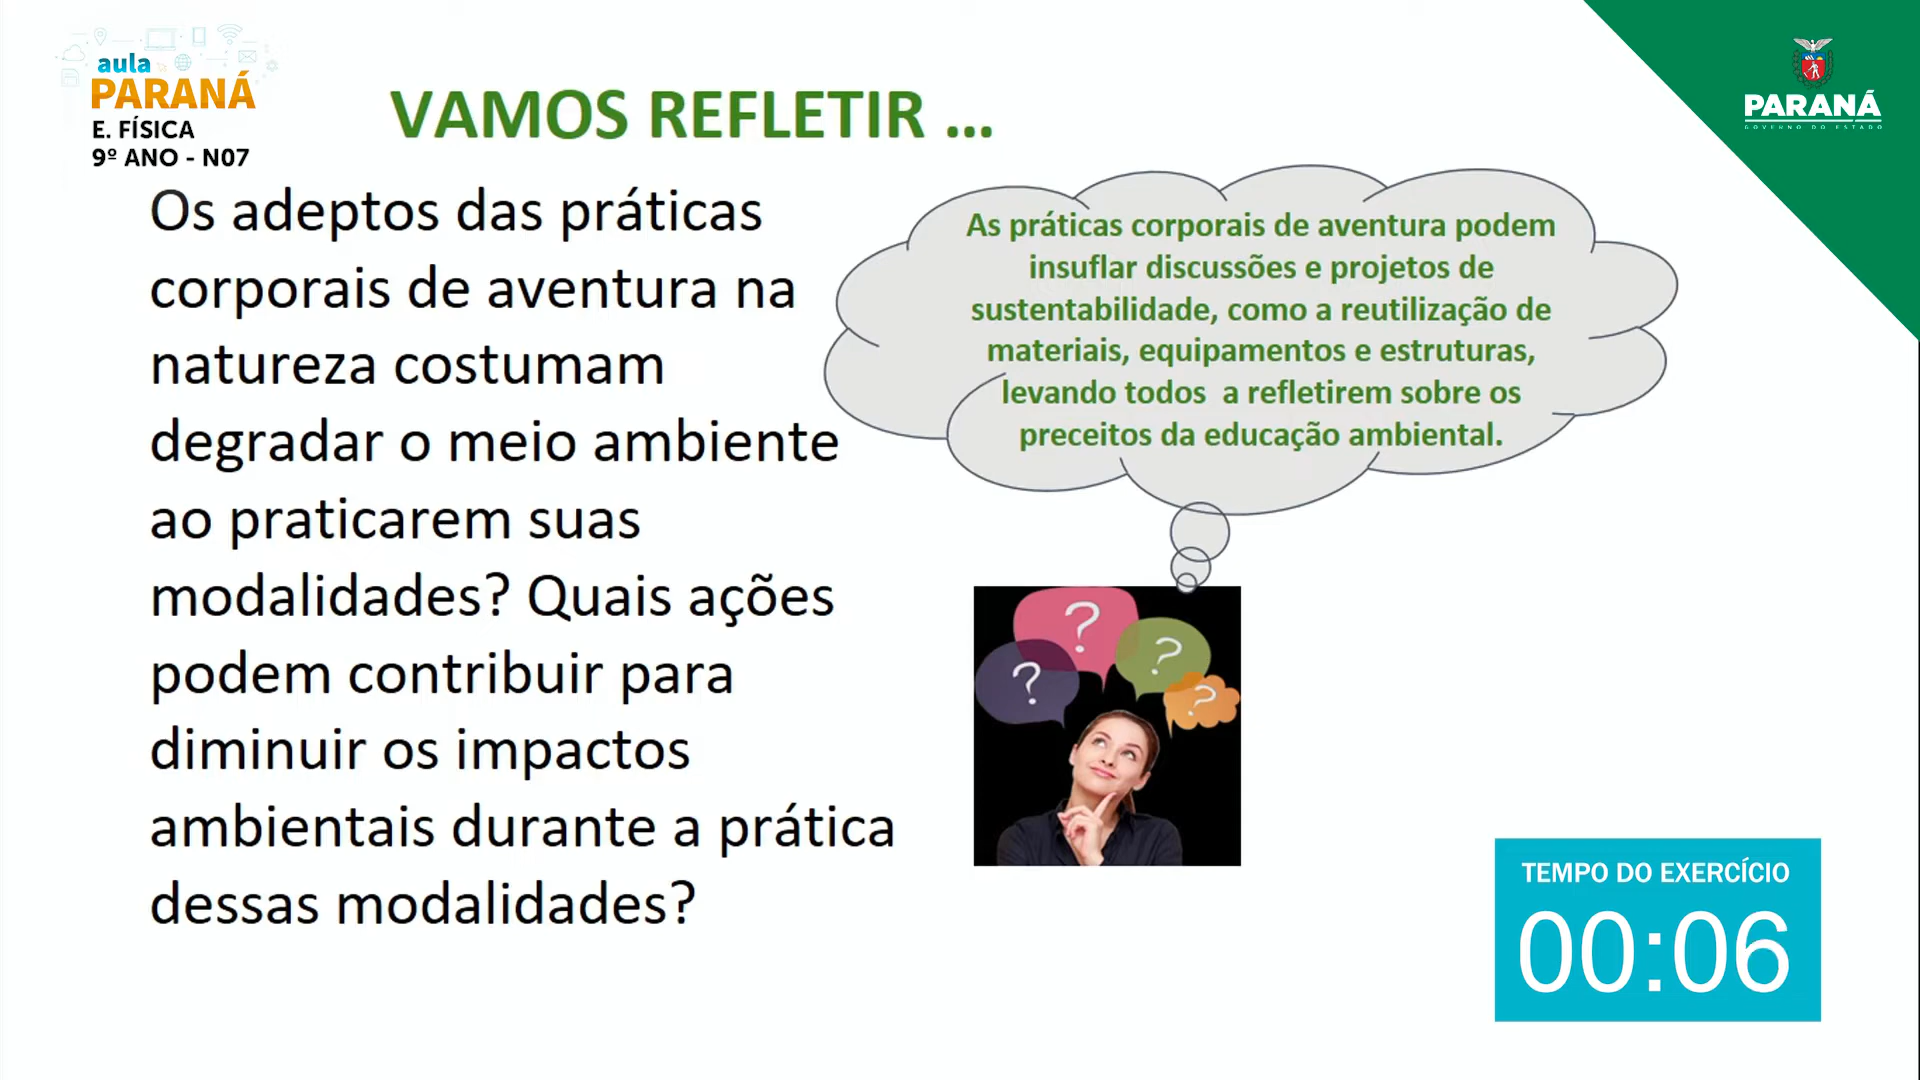 aula
PARANÁ
E. FÍSICA
9º ANO - N07
VAMOS REFLETIR ...
PARANÁ
GOVERNO DO ESTADO
Os adeptos das práticas
corporais de aventura na
natureza costumam
degradar o meio ambiente
ao praticarem suas
modalidades? Quais ações
podem contribuir para
diminuir os impactos
ambientais durante a prática
dessas modalidades?
As práticas corporais de aventura podem
insuflar discussões e projetos de
sustentabilidade, como a reutilização de
materiais, equipamentos e estruturas,
levando todos  a refletirem sobre os
preceitos da educação ambiental.
?
?
?
?
TEMPO DO EXERCÍCIO
00:06